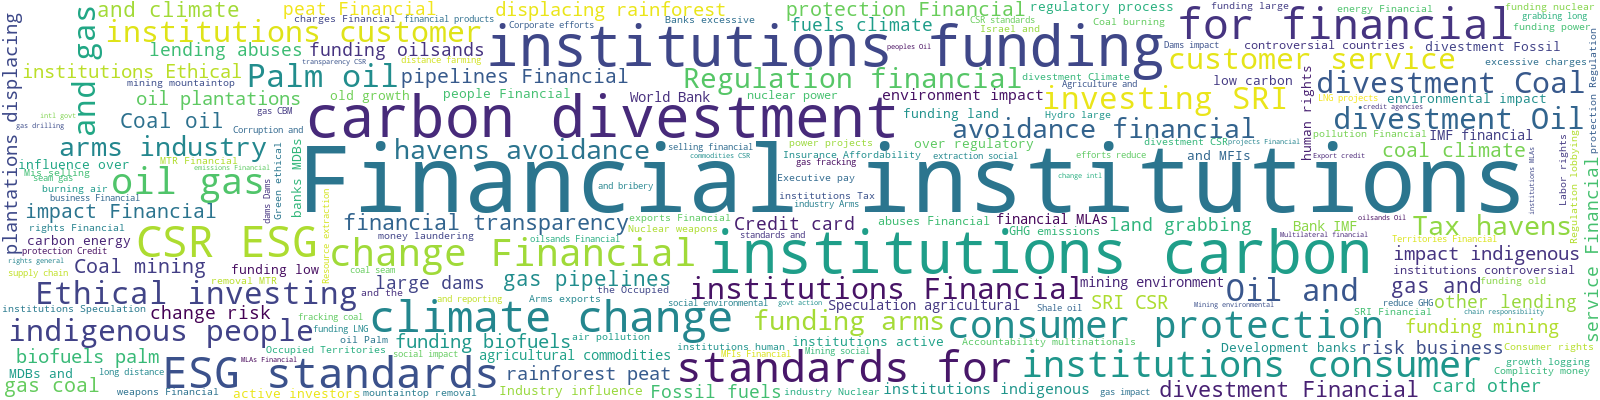 and climate
peat Financial
displacing rainforest
protection Financial
regulatory process
funding large
energy Financial
funding nuclear
charges Financial
financial products
Corporate efforts
Banks excessive
fuels climate
CSR standards
Israel and
Coal burning
for financial
grabbing long
funding power
plantations displacing
and gas
institutions customer
institutions funding
lending abuses
funding oilsands
transparency CSR
distance farming
peoples Oil
Dams impact
controversial countries
divestment Fossil
customer service
excessive charges
institutions Ethical
mining mountaintop
Palm oil
pipelines Financial
Regulation financial
divestment Climate
Agriculture and
low carbon
divestment Coal
oil plantations
old growth
people Financial
World Bank
nuclear power
environment impact
investing SRI
human rights
LNG projects
environmental impact
credit agencies
intl govt
gas CBM
Coal oil
carbon divestment
funding land
Hydro large
divestment Oil
gas drilling
Corruption and
avoidance financial
pollution Financial
IMF financial
protection Regulation
arms industry
havens avoidance
selling financial
power projects
over regulatory
divestment CSR
projects Financial
coal climate
influence over
MTR Financial
banks MDBs
commodities CSR
Insurance Affordability
extraction social
efforts reduce
and MFIs
Export credit
Mis selling
emissions Financial
seam gas
gas fracking
Financial institutions
burning air
oil gas
Green ethical
and bribery
Executive pay
change intl
business Financial
institutions Tax
institutions MLAs
Labor rights
Regulation lobbying
impact Financial
dams Dams
industry Arms
financial transparency
exports Financial
Credit card
abuses Financial
financial MLAs
land grabbing
oilsands Oil
Bank IMF
Tax havens
rights Financial
Nuclear weapons
GHG emissions
carbon energy
money laundering
standards and
Multilateral financial
Territories Financial
protection Credit
CSR ESG
oilsands Financial
change Financial
institutions carbon
impact indigenous
rights general
Coal mining
funding low
Resource extraction
coal seam
institutions controversial
supply chain
removal MTR
large dams
gas pipelines
mining environment
Oil and
gas and
funding old
Ethical investing
and the
the Occupied
institutions Financial
and reporting
Arms exports
social environmental
govt action
Speculation agricultural
Shale oil
SRI CSR
Mining environmental
reduce GHG
other lending
service Financial
institutions Speculation
change risk
fracking coal
climate change
funding arms
consumer protection
SRI Financial
chain responsibility
indigenous people
funding LNG
funding biofuels
air pollution
funding mining
oil Palm
institutions human
institutions active
Accountability multinationals
biofuels palm
MLAs Financial
Occupied Territories
social impact
agricultural commodities
MFIs Financial
Mining social
Development banks
risk business
Consumer rights
MDBs and
long distance
ESG standards
rainforest peat
standards for
institutions consumer
growth logging
Complicity money
gas coal
weapons Financial
active investors
mountaintop removal
Industry influence
Fossil fuels
industry Nuclear
institutions indigenous
gas impact
divestment Financial
card other